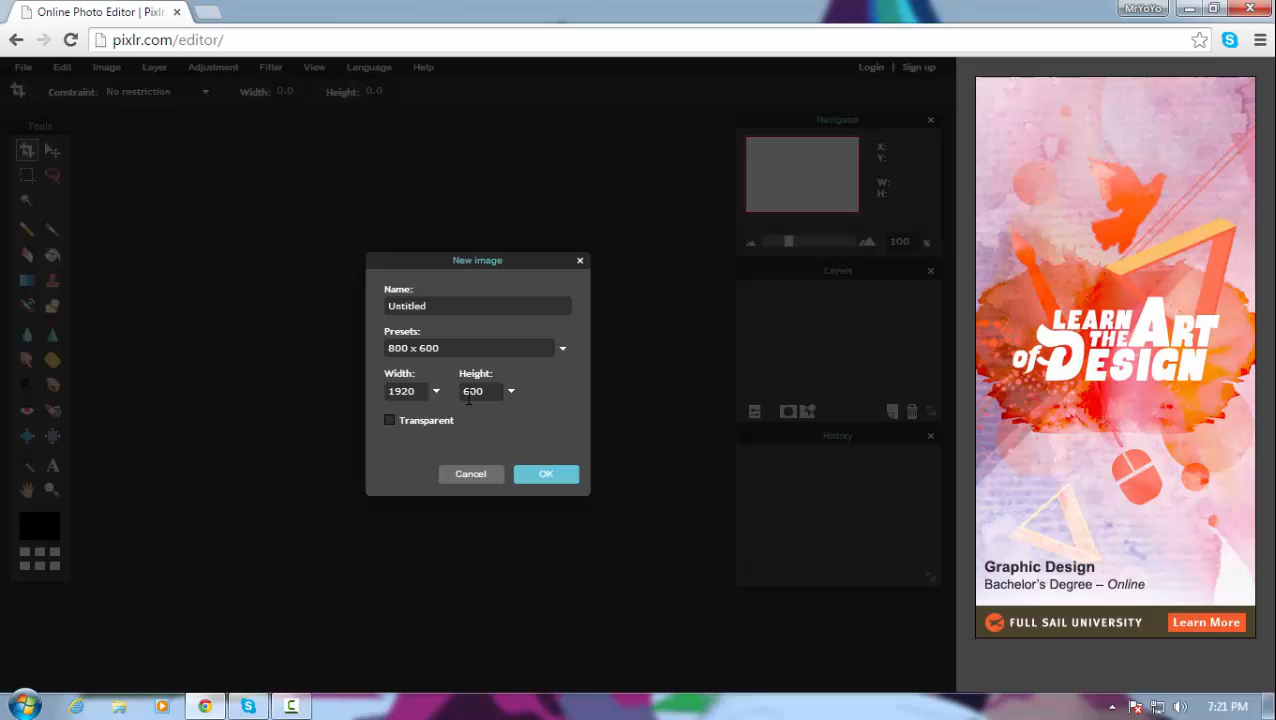 Online Photo Editor | Pixlr
MrYoYo
pixlr.com/editor/
File Edit Image Layer Adjustment Filter View Language Help Login | Sign up
Constraint: No restriction Width: 0.0 Height: 0.0
Tools
Navigator
X:
Y:
W:
H:
100 %
Layers
History
New image
Name:
Untitled
Presets:
800 x 600
Width: Height:
1920 600
Transparent
Cancel OK
A
LEARN
THE ART
of DESIGN
Graphic Design
Bachelor's Degree – Online
FULL SAIL UNIVERSITY Learn More
7:21 PM